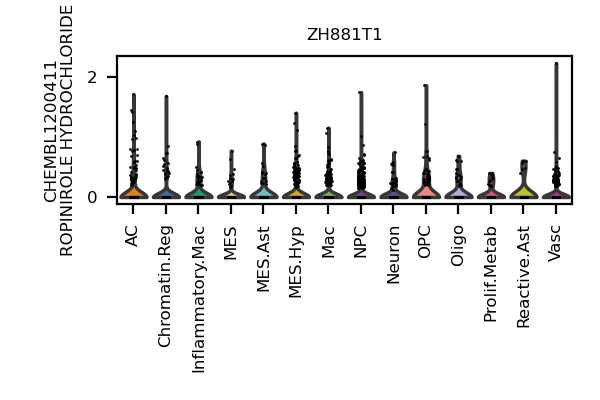 ZH881T1
CHEMBL1200411
ROPINIROLE HYDROCHLORIDE
2
0
AC
Chromatin.Reg
Inflammatory.Mac
MES
MES.Ast
MES.Hyp
Mac
NPC
Neuron
OPC
Oligo
Prolif.Metab
Reactive.Ast
Vasc